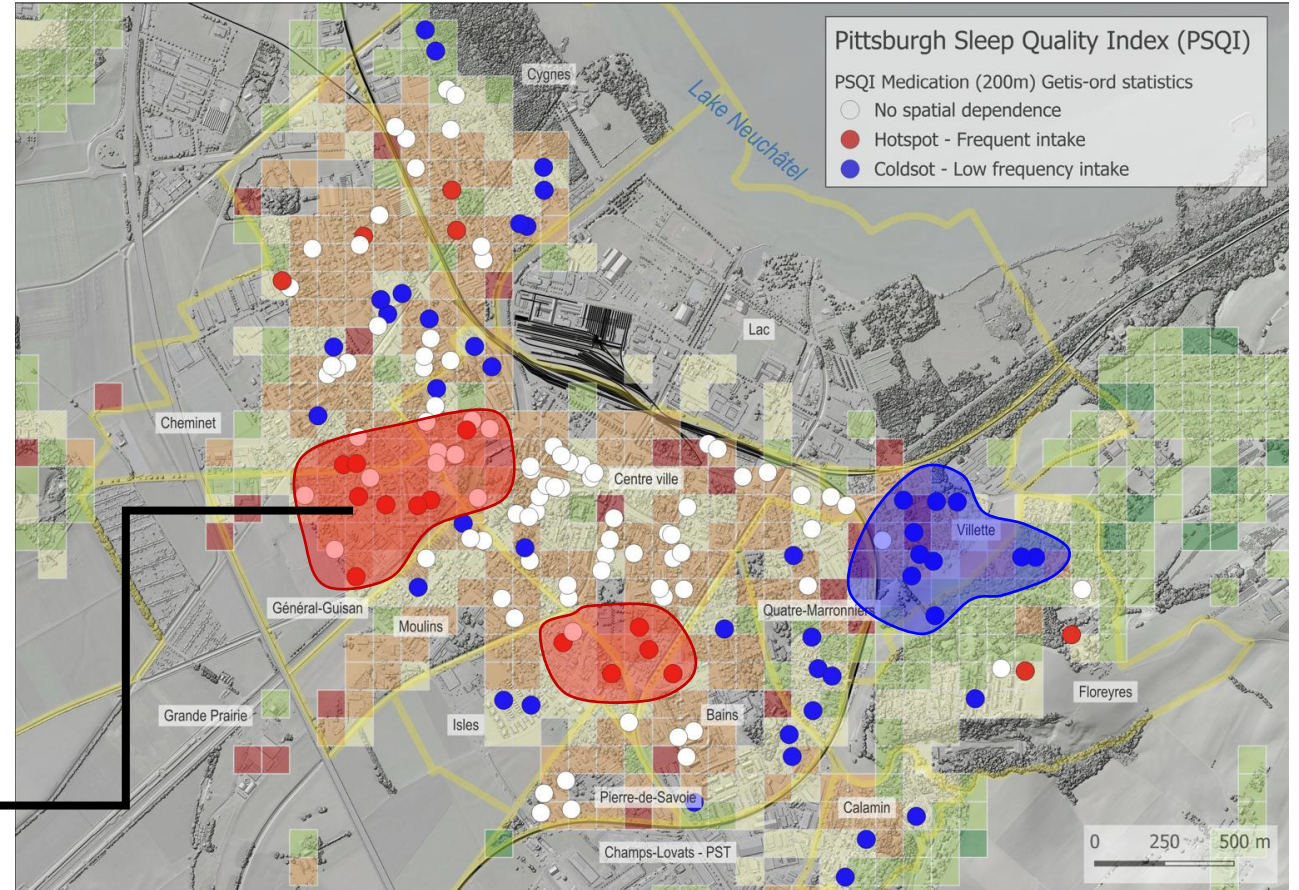 Pittsburgh Sleep Quality Index (PSQI)
PSQI Medication (200m) Getis-ord statistics
No spatial dependence
Hotspot - Frequent intake
Coldsot - Low frequency intake
Cygnes
Lake Neuchâtel
Lac
Cheminet
Centre ville
Villette
Général-Guisan
Moulins
Quatre-Marronniers
Floreyres
Grande Prairie
Isles
Bains
Pierre-de-Savoie
Calamin
Champs-Lovats - PST
0 250 500 m